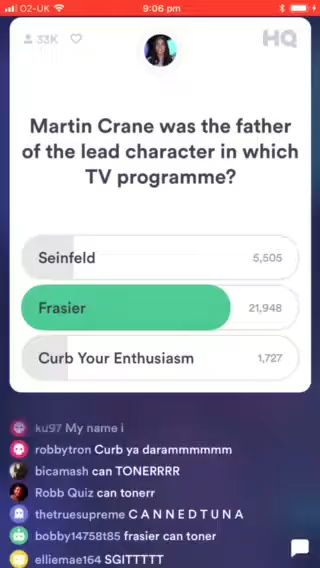 O2-UK
9:06 pm
33K
HQ
Martin Crane was the father
of the lead character in which
TV programme?
Seinfeld 5,505
Frasier 21,948
Curb Your Enthusiasm 1,727
ku97 My name i
robbytron Curb ya darammmmmm
bicamash can TONERRRR
Robb Quiz can tonerr
thetruesupreme C A N N E D T U N A
bobby14758t85 frasier can toner
elliemae164 SGITTTTT